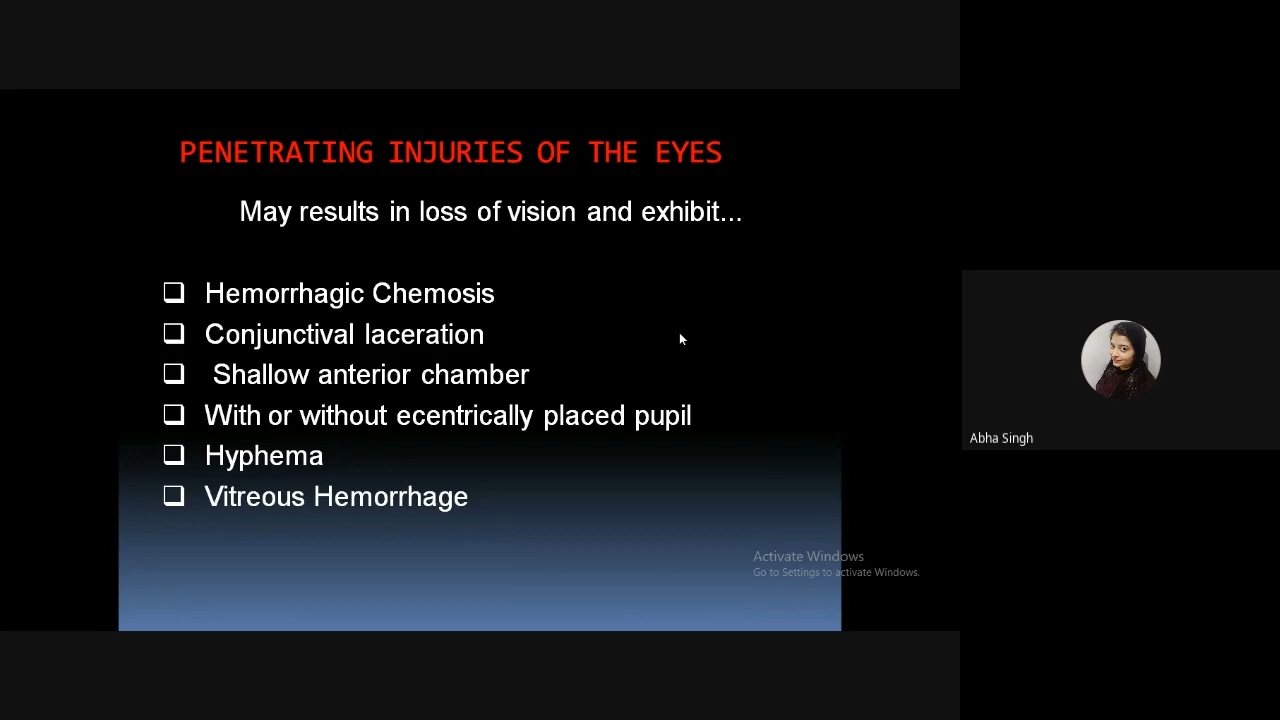 PENETRATING INJURIES OF THE EYES
May results in loss of vision and exhibit...
❑ Hemorrhagic Chemosis
❑ Conjunctival laceration
❑ Shallow anterior chamber
❑ With or without ecentrically placed pupil
❑ Hyphema
❑ Vitreous Hemorrhage
Activate Windows
Go to Settings to activate Windows.
Abha Singh